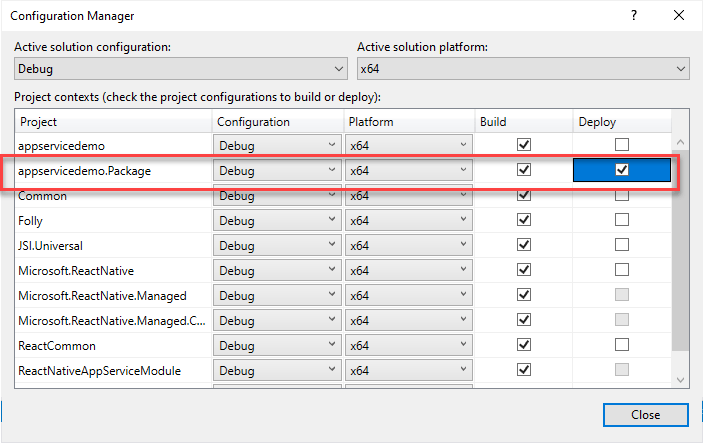 Configuration Manager
Active solution configuration: Active solution platform:
Debug x64
Project contexts (check the project configurations to build or deploy):
Project Configuration Platform Build Deploy
appservicedemo Debug x64
appservicedemo.Package Debug x64
Common Debug x64
Folly Debug x64
JSI.Universal Debug x64
Microsoft.ReactNative Debug x64
Microsoft.ReactNative.Managed Debug x64
Microsoft.ReactNative.Managed.C... Debug x64
ReactCommon Debug x64
ReactNativeAppServiceModule Debug x64
Close